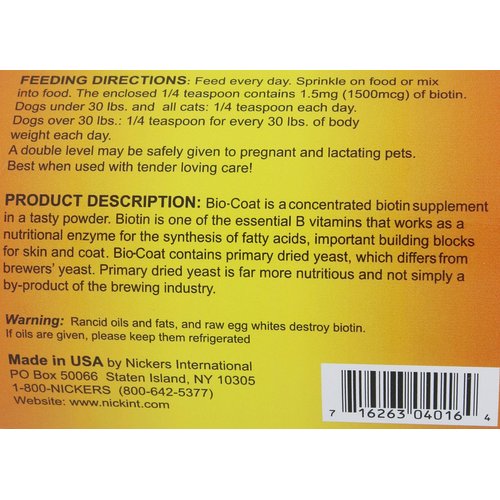 FEEDING DIRECTIONS: Feed every day. Sprinkle on food or mix
into food. The enclosed 1/4 teaspoon contains 1.5mg (1500mcg) of biotin.
Dogs under 30 lbs. and all cats: 1/4 teaspoon each day.
Dogs over 30 lbs.: 1/4 teaspoon for every 30 lbs. of body
weight each day.
A double level may be safely given to pregnant and lactating pets.
Best when used with tender loving care!
PRODUCT DESCRIPTION: Bio-Coat is a concentrated biotin supplement
in a tasty powder. Biotin is one of the essential B vitamins that works as a
nutritional enzyme for the synthesis of fatty acids, important building blocks
for skin and coat. Bio-Coat contains primary dried yeast, which differs from
brewers' yeast. Primary dried yeast is far more nutritious and not simply a
by-product of the brewing industry.
Warning: Rancid oils and fats, and raw egg whites destroy biotin.
If oils are given, please keep them refrigerated
Made in USA by Nickers International
PO Box 50066 Staten Island, NY 10305
1-800-NICKERS (800-642-5377)
Website: www.nickint.com
7 16263 04016 4